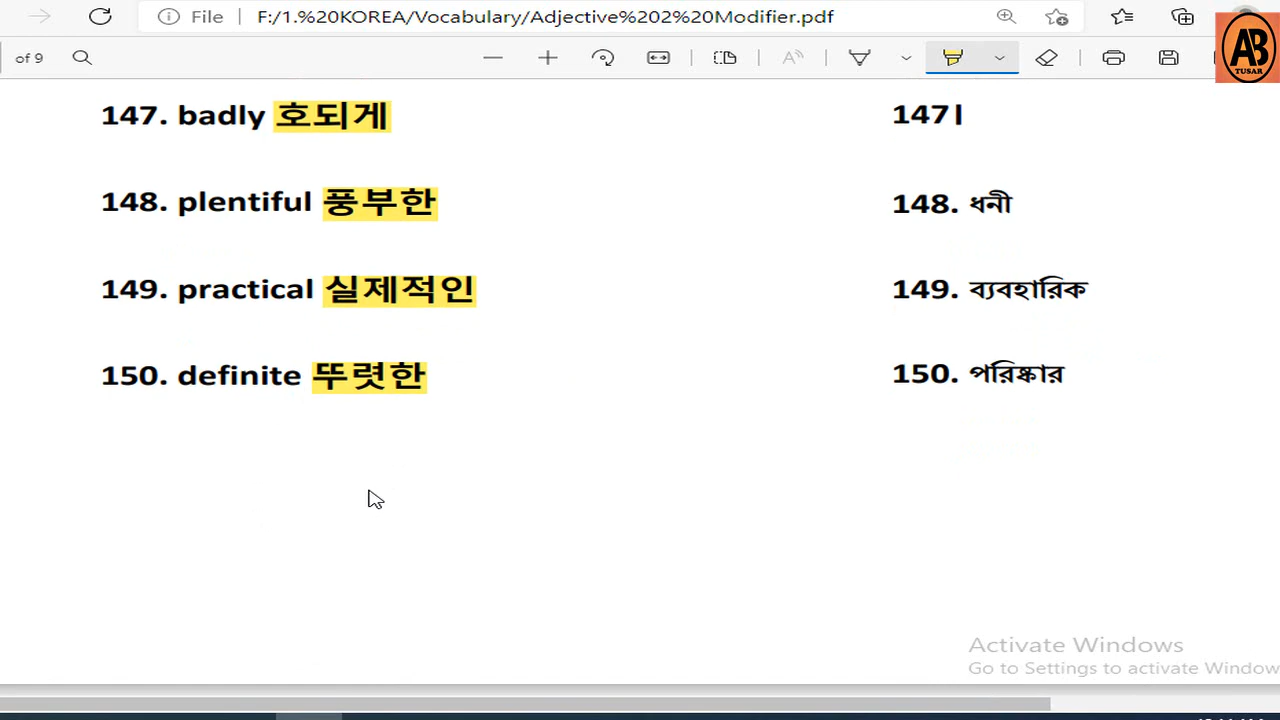 File F:/1.%20KOREA/Vocabulary/Adjective%202%20Modifier.pdf
of 9
AB
TUSAR
147. badly 호되게 147।
148. plentiful 풍부한 148. ধনী
149. practical 실제적인 149. ব্যবহারিক
150. definite 뚜렷한 150. পরিষ্কার
Activate Windows
Go to Settings to activate Window